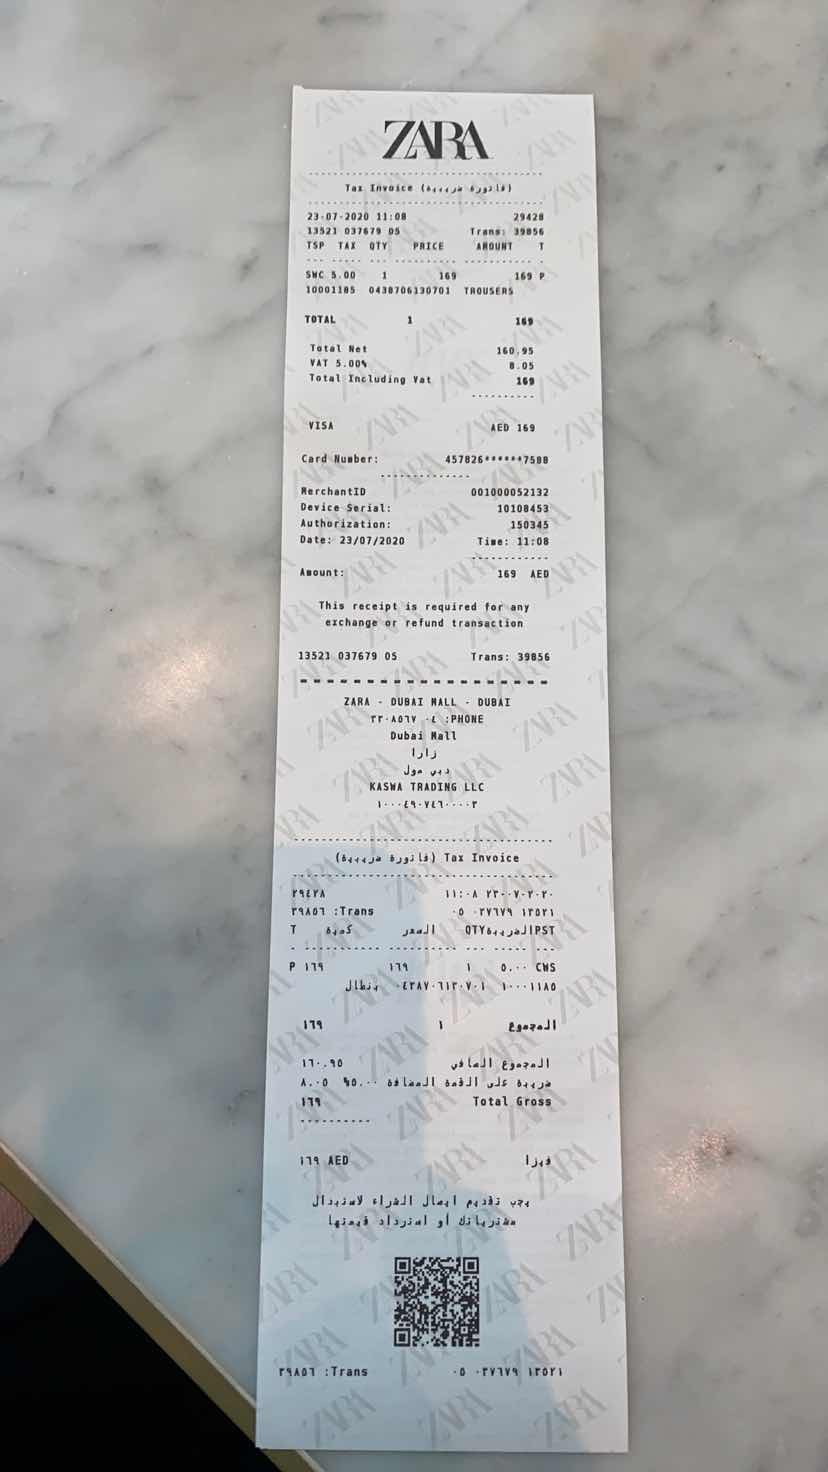 ZARA
Tax Invoice (فاتورة ضريبية)
23-07-2020 11:08 29428
13521 037679 05 Trans: 39856
TSP TAX QTY PRICE AMOUNT T
SWC 5.00 1 169 169 P
10001185 0438706130701 TROUSERS
TOTAL 1 169
Total Net 160.95
VAT 5.00% 8.05
Total Including Vat 169
VISA AED 169
Card Number: 457826******7588
MerchantID 001000052132
Device Serial: 10108453
Authorization: 150345
Date: 23/07/2020 Time: 11:08
Amount: 169 AED
This receipt is required for any
exchange or refund transaction
13521 037679 05 Trans: 39856
ZARA - DUBAI MALL - DUBAI
٣٣٠٨٥٦٧ ٠٤ :PHONE
Dubai Mall
زارا
دبي مول
KASWA TRADING LLC
١٠٠٠٤٩٠٧٤٦٠٠٠٠٣
(فاتورة ضريبية) Tax Invoice
٢٩٤٢٨ ١١:٠٨ ٢٣-٠٧-٢٠٢٠
٣٩٨٥٦ :Trans ٠٥ ٠٣٧٦٧٩ ١٣٥٢١
T كمية السعر QTYالضريبةPST
P ١٦٩ ١٦٩ ١ ٥.٠٠ CWS
بنطال ٠٤٣٨٧٠٦١٣٠٧٠١ ١٠٠٠١١٨٥
١٦٩ ١ المجموع
١٦٠.٩٥ المجموع الصافي
٨.٠٥ ضريبة على القمة المضافة ٥.٠٠%
١٦٩ Total Gross
١٦٩ AED فيزا
يجب تقديم ايصال الشراء لاستبدال
مشترياتك أو استرداد قيمتها
٣٩٨٥٦ :Trans ٠٥ ٠٣٧٦٧٩ ١٣٥٢١